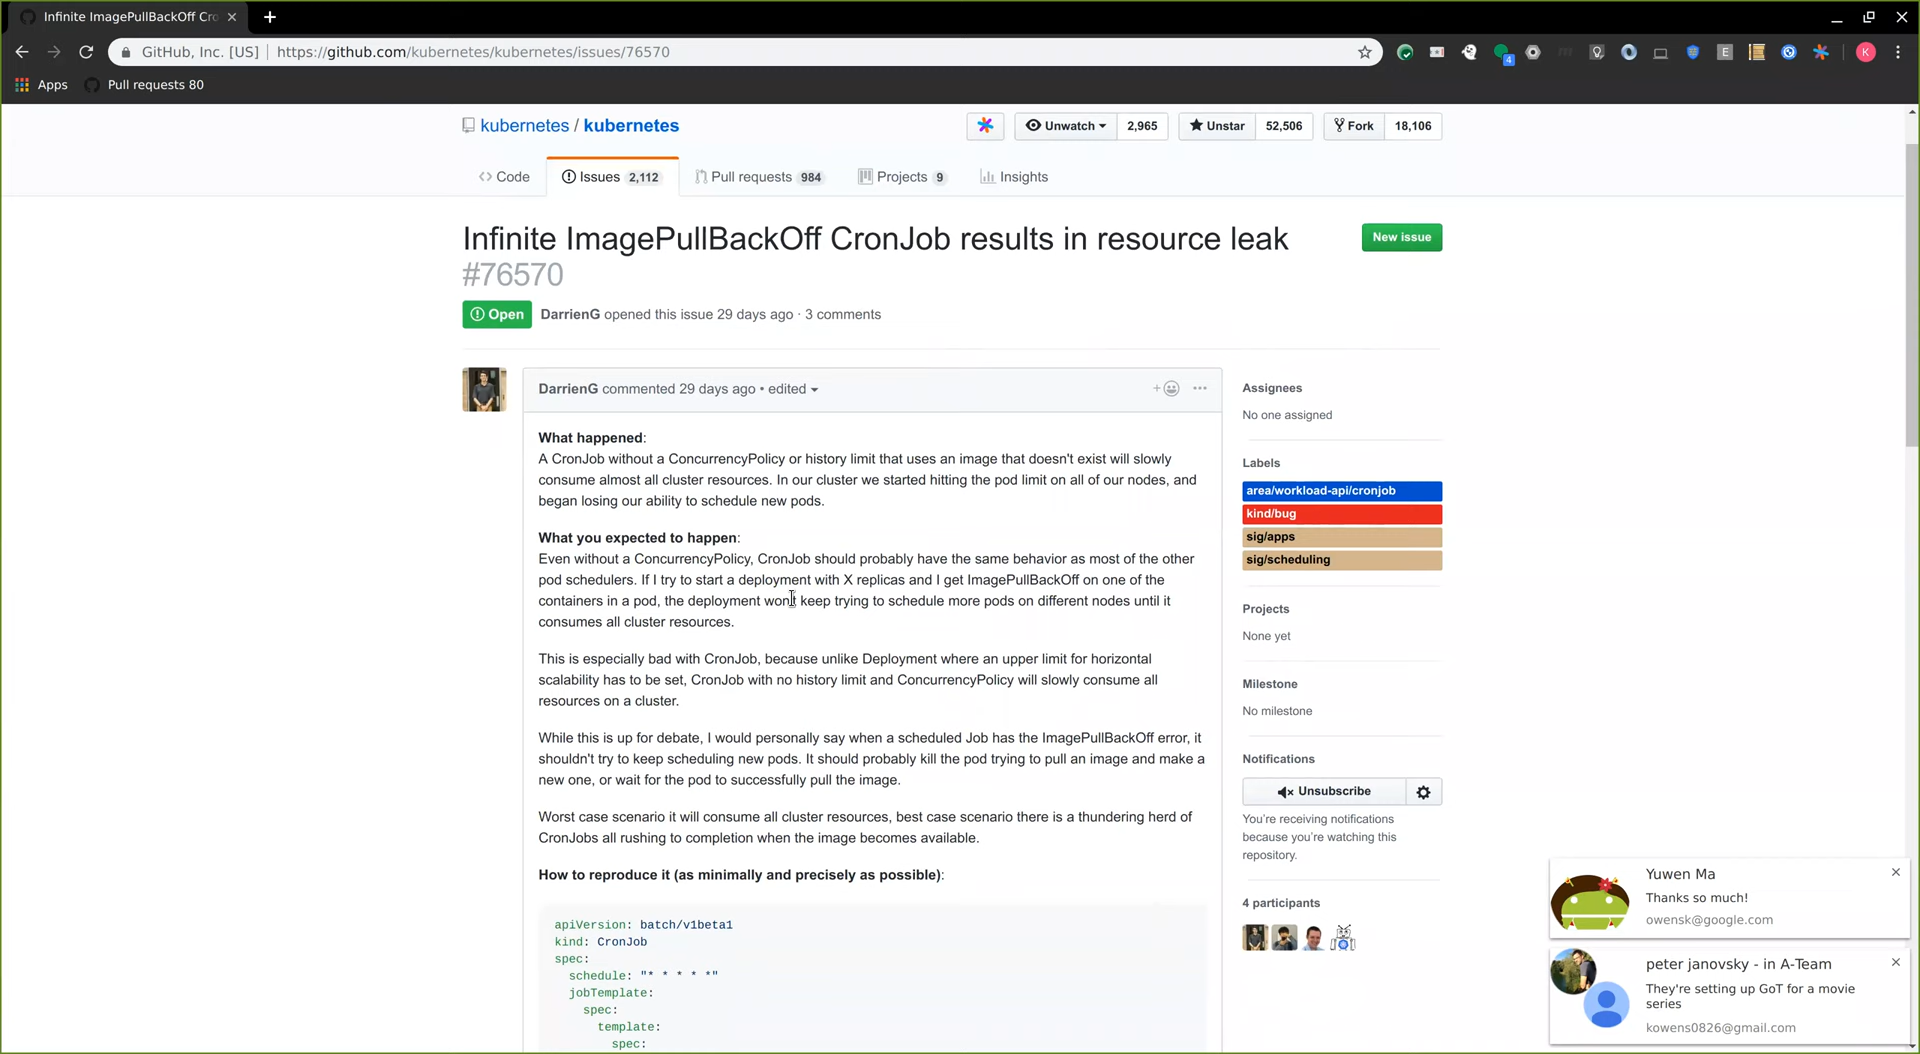 Infinite ImagePullBackOff Cro
GitHub, Inc. [US] | https://github.com/kubernetes/kubernetes/issues/76570
4
E
K
Apps
Pull requests 80
kubernetes / kubernetes
Unwatch 2,965
Unstar 52,506
Fork 18,106
Code
Issues 2,112
Pull requests 984
Projects 9
Insights
Infinite ImagePullBackOff CronJob results in resource leak
#76570
New issue
Open
DarrienG opened this issue 29 days ago · 3 comments
DarrienG commented 29 days ago • edited
What happened:
A CronJob without a ConcurrencyPolicy or history limit that uses an image that doesn't exist will slowly
consume almost all cluster resources. In our cluster we started hitting the pod limit on all of our nodes, and
began losing our ability to schedule new pods.
What you expected to happen:
Even without a ConcurrencyPolicy, CronJob should probably have the same behavior as most of the other
pod schedulers. If I try to start a deployment with X replicas and I get ImagePullBackOff on one of the
containers in a pod, the deployment won't keep trying to schedule more pods on different nodes until it
consumes all cluster resources.
This is especially bad with CronJob, because unlike Deployment where an upper limit for horizontal
scalability has to be set, CronJob with no history limit and ConcurrencyPolicy will slowly consume all
resources on a cluster.
While this is up for debate, I would personally say when a scheduled Job has the ImagePullBackOff error, it
shouldn't try to keep scheduling new pods. It should probably kill the pod trying to pull an image and make a
new one, or wait for the pod to successfully pull the image.
Worst case scenario it will consume all cluster resources, best case scenario there is a thundering herd of
CronJobs all rushing to completion when the image becomes available.
How to reproduce it (as minimally and precisely as possible):
apiVersion: batch/v1beta1
kind: CronJob
spec:
schedule: "* * * * *"
jobTemplate:
spec:
template:
spec:
Assignees
No one assigned
Labels
area/workload-api/cronjob
kind/bug
sig/apps
sig/scheduling
Projects
None yet
Milestone
No milestone
Notifications
Unsubscribe
You're receiving notifications
because you're watching this
repository.
4 participants
Yuwen Ma
Thanks so much!
owensk@google.com
peter janovsky - in A-Team
They're setting up GoT for a movie
series
kowens0826@gmail.com